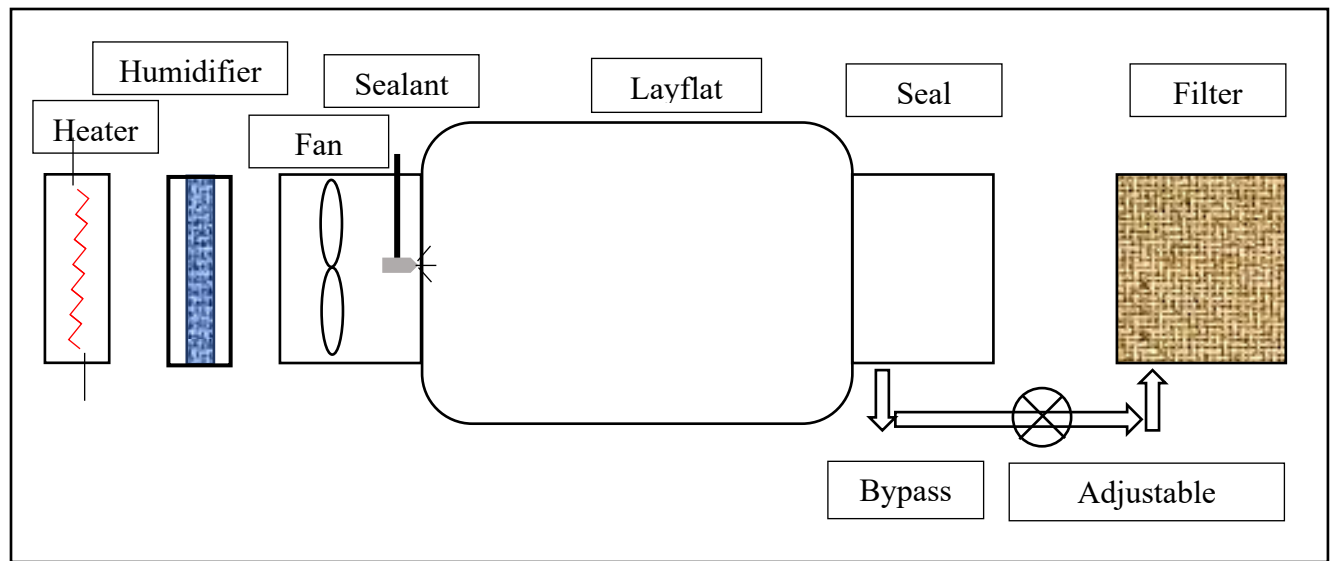 Humidifier
Sealant
Layflat
Seal
Filter
Heater
Fan
Bypass
Adjustable